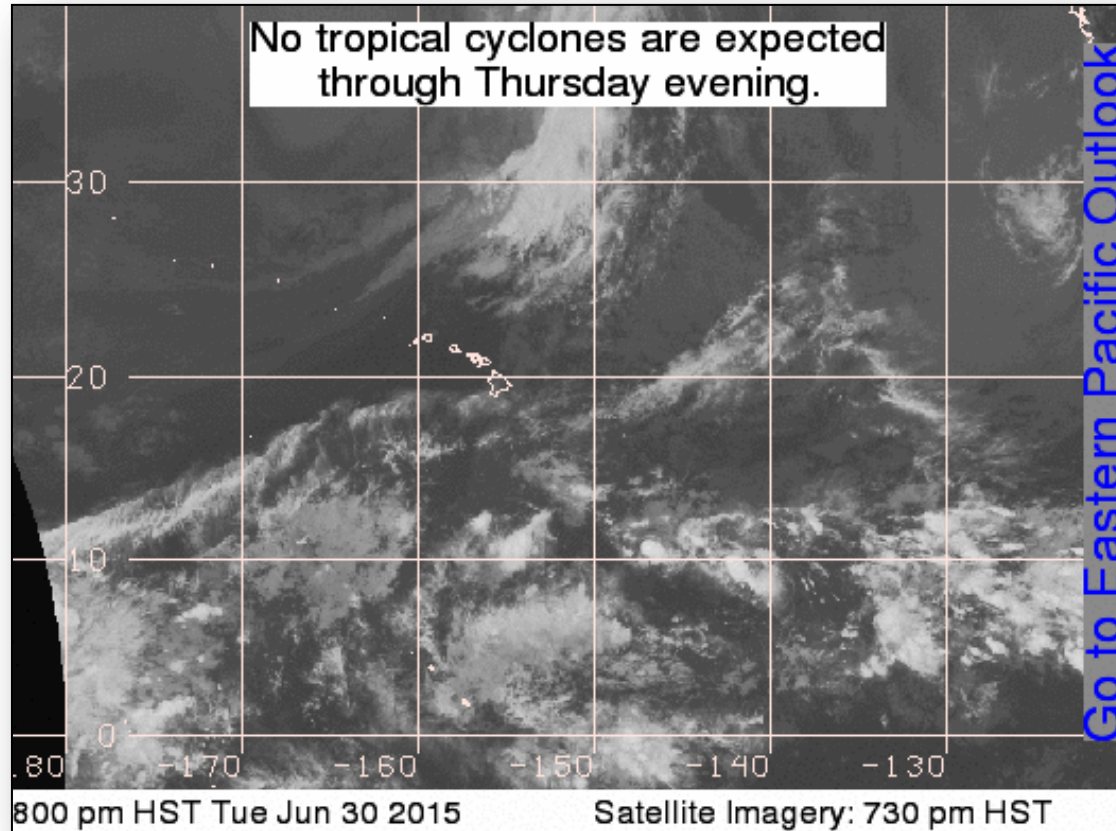 No tropical cyclones are expected
through Thursday evening.
Go to Eastern Pacific Outlook
30
20
10
0
.80 -170 -160 -150 -140 -130
800 pm HST Tue Jun 30 2015 Satellite Imagery: 730 pm HST